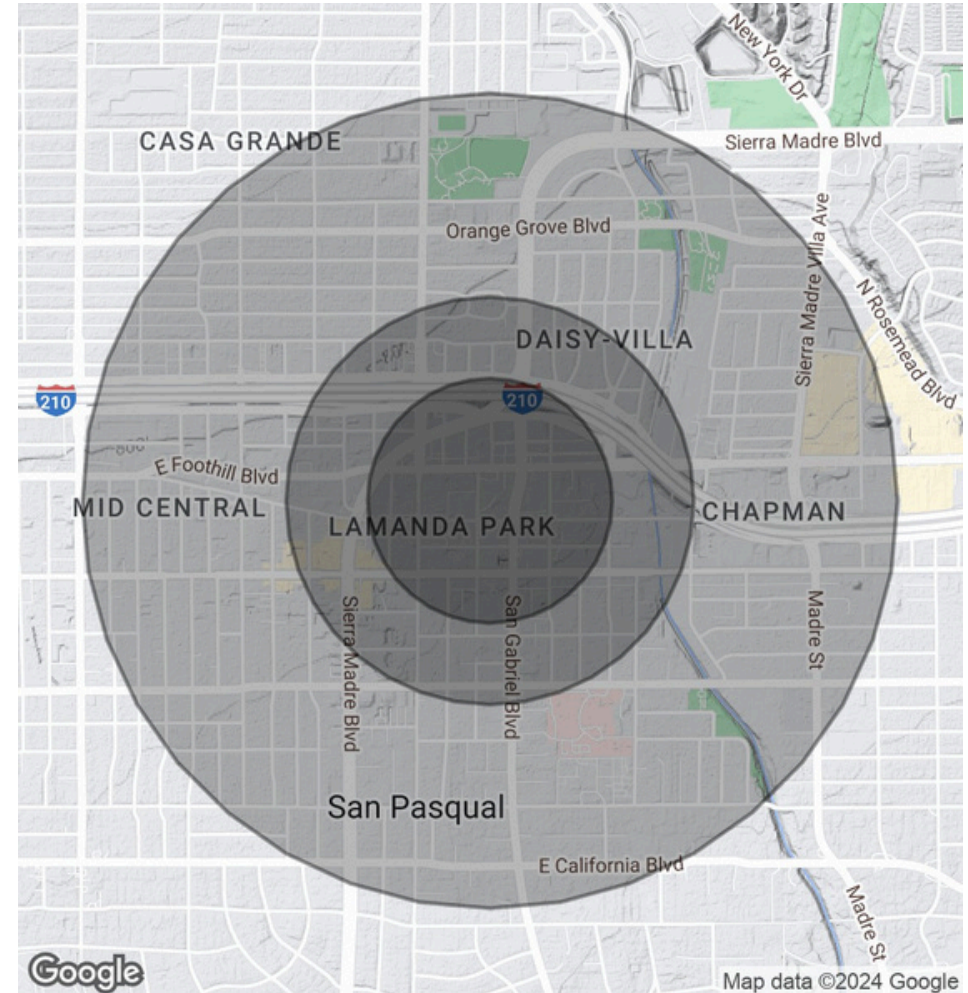 New York Dr
CASA GRANDE
Sierra Madre Blvd
Orange Grove Blvd
Sierra Madre Villa Ave
N Rosemead Blvd
DAISY-VILLA
210
210
800'
E Foothill Blvd
MID CENTRAL
LAMANDA PARK
CHAPMAN
Sierra Madre Blvd
San Gabriel Blvd
Madre St
San Pasqual
E California Blvd
Madre St
Google
Map data ©2024 Google